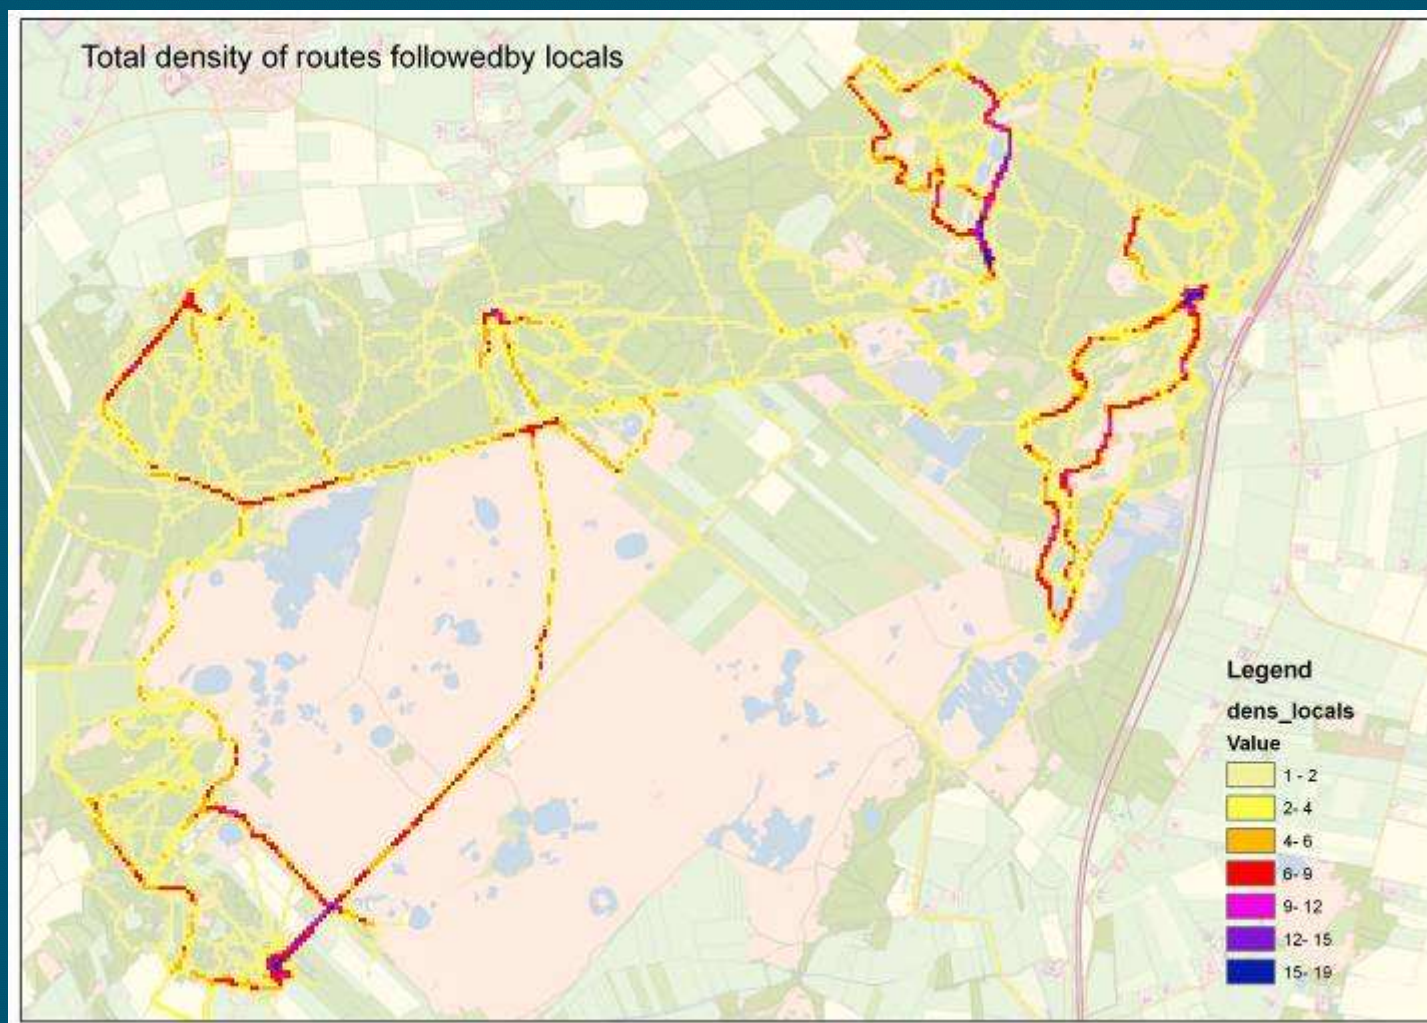 Total density of routes followedby locals
Legend
dens_locals
Value
1 - 2
2- 4
4- 6
6- 9
9- 12
12- 15
15- 19